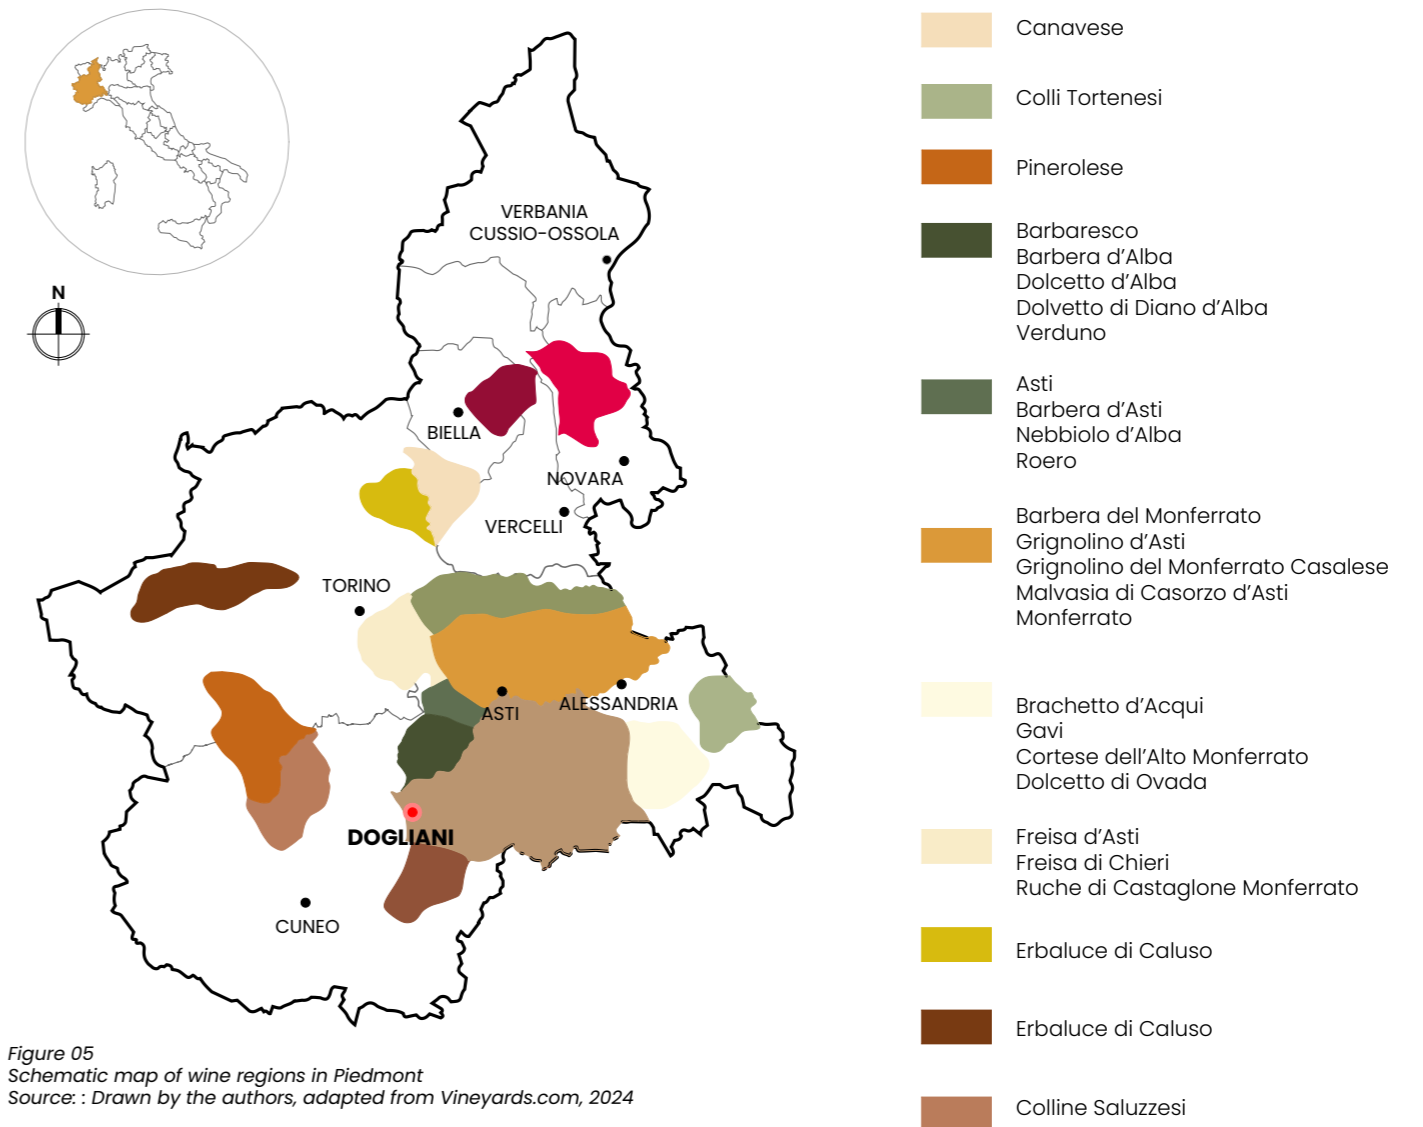 N
VERBANIA
CUSSIO-OSSOLA
BIELLA
NOVARA
VERCELLI
TORINO
ASTI
ALESSANDRIA
DOGLIANI
CUNEO
Figure 05
Schematic map of wine regions in Piedmont
Source: : Drawn by the authors, adapted from Vineyards.com, 2024
Canavese
Colli Tortenesi
Pinerolese
Barbaresco
Barbera d'Alba
Dolcetto d'Alba
Dolvetto di Diano d'Alba
Verduno
Asti
Barbera d'Asti
Nebbiolo d'Alba
Roero
Barbera del Monferrato
Grignolino d'Asti
Grignolino del Monferrato Casalese
Malvasia di Casorzo d'Asti
Monferrato
Brachetto d'Acqui
Gavi
Cortese dell'Alto Monferrato
Dolcetto di Ovada
Freisa d'Asti
Freisa di Chieri
Ruche di Castaglone Monferrato
Erbaluce di Caluso
Erbaluce di Caluso
Colline Saluzzesi